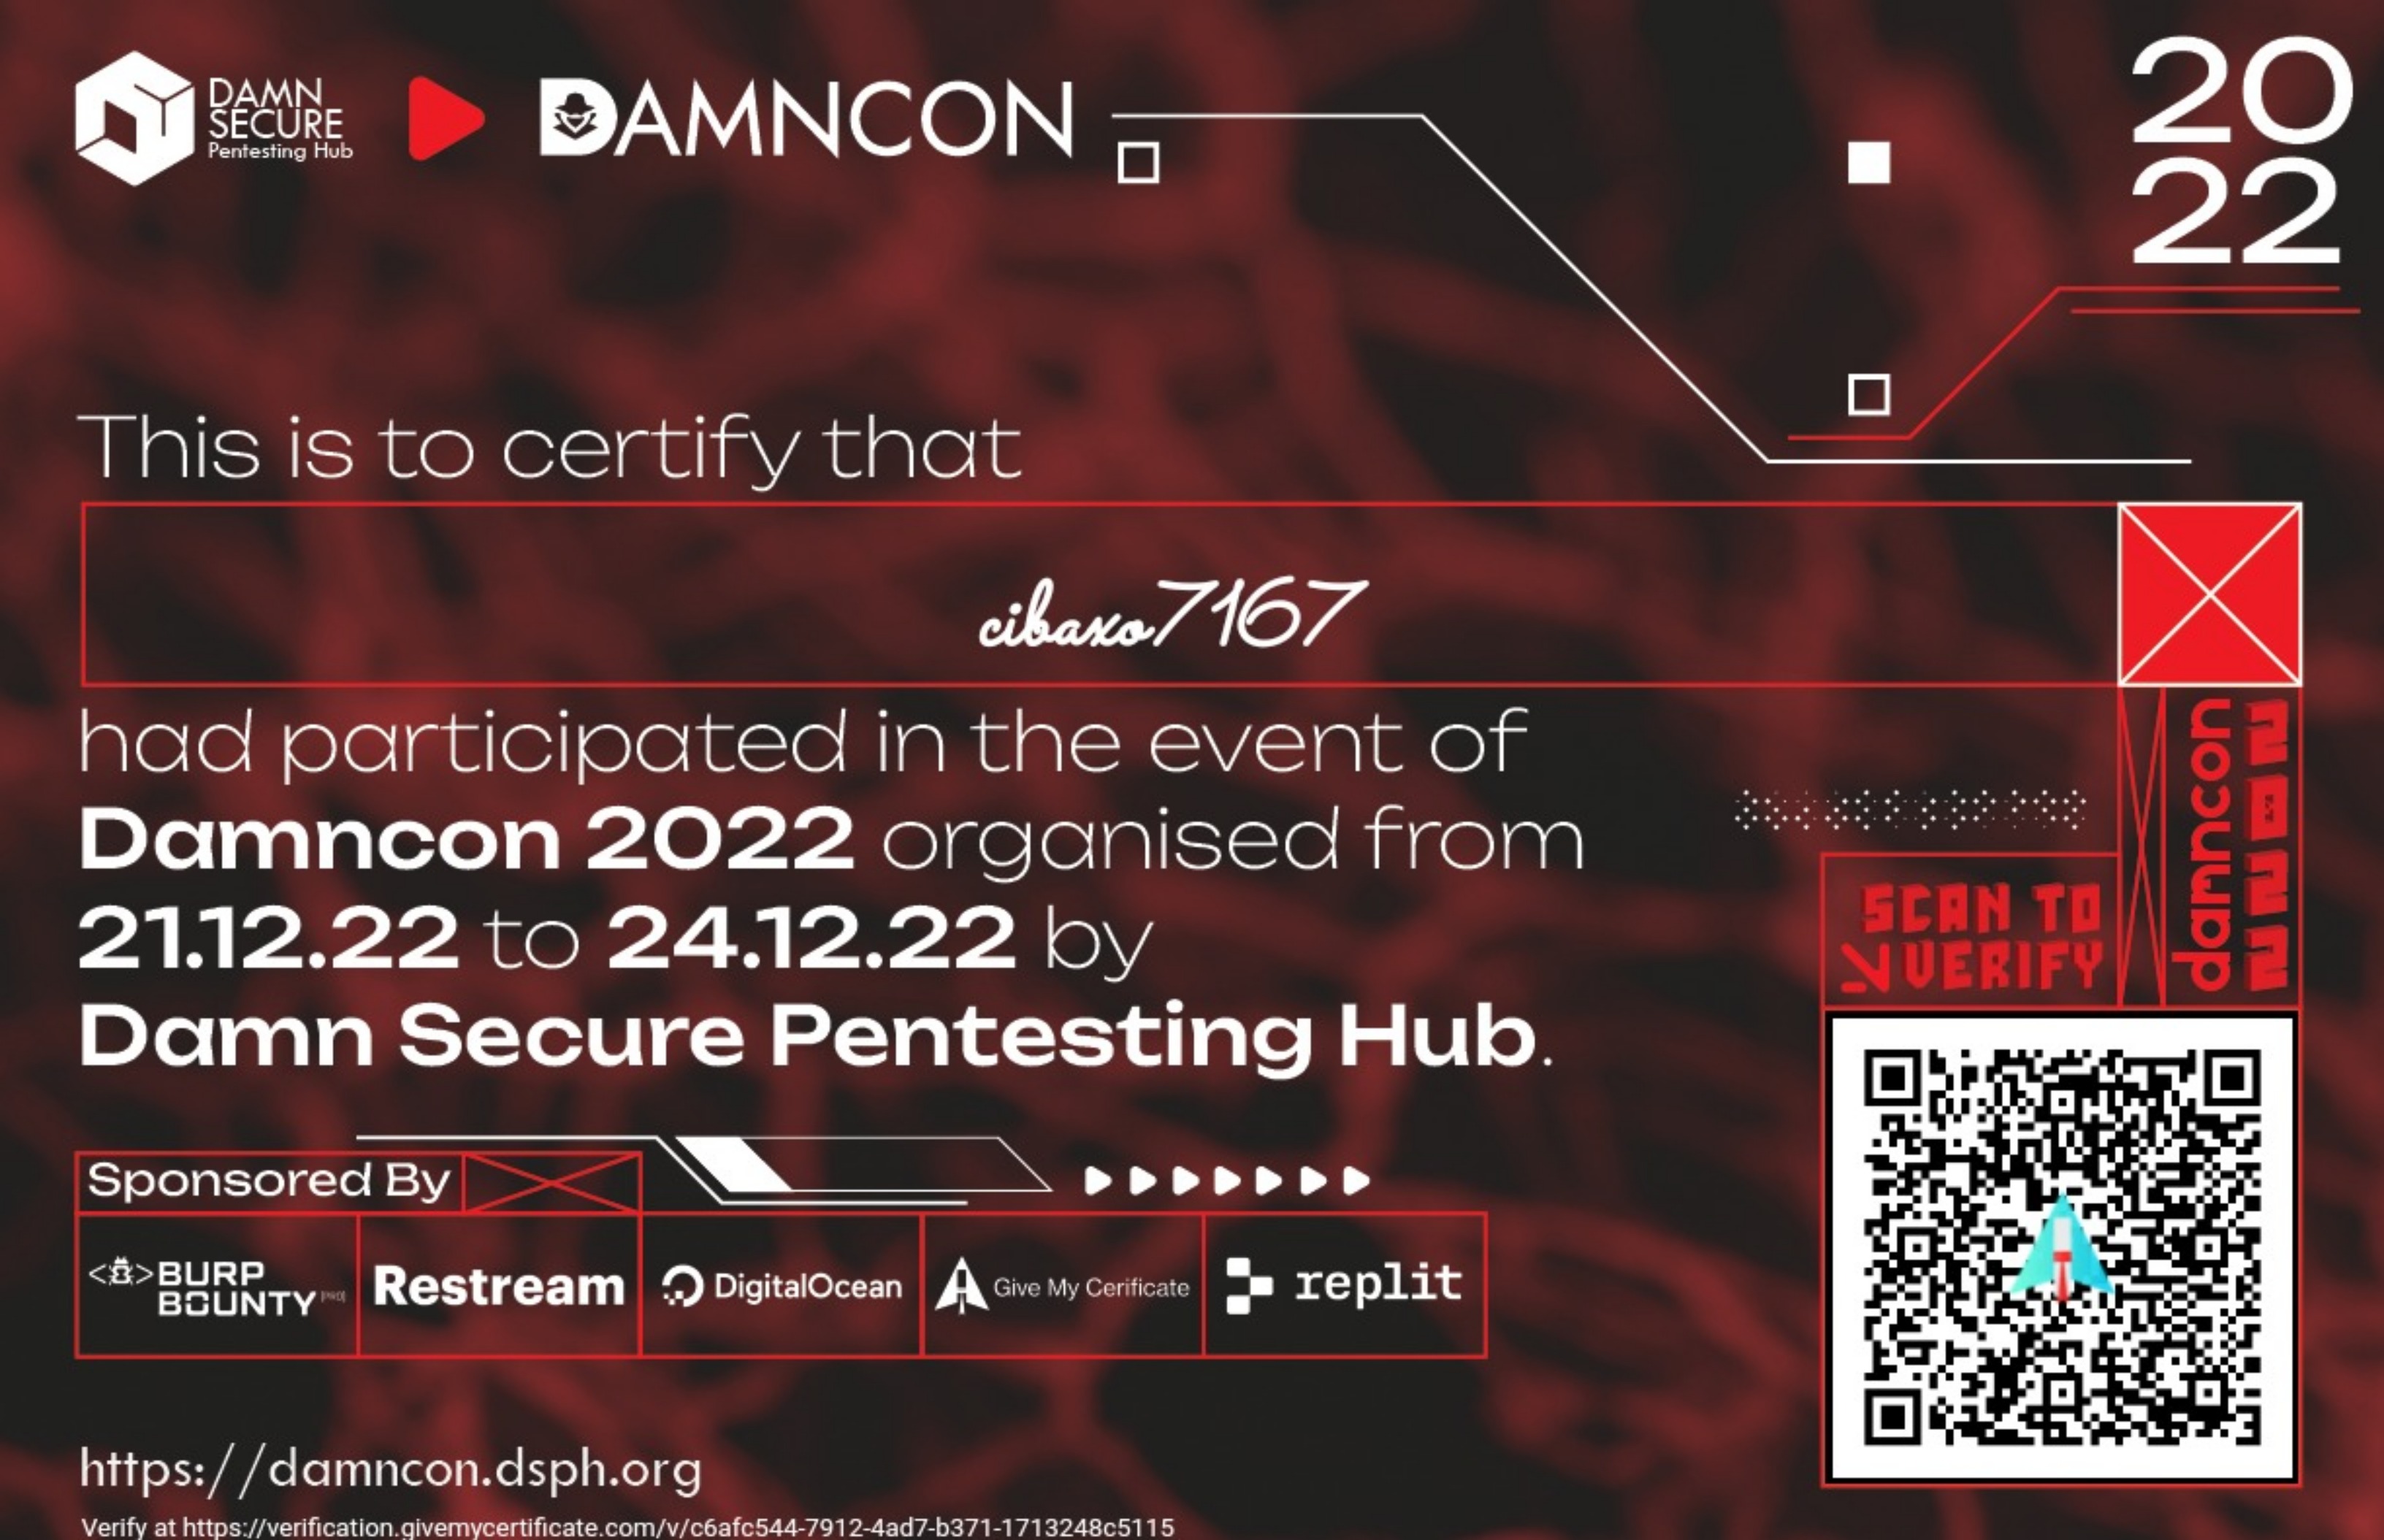 DAMN
SECURE
Pentesting Hub
DAMNCON
20
22
This is to certify that
cibaxo7167
had participated in the event of
Damncon 2022 organised from
21.12.22 to 24.12.22 by
Damn Secure Pentesting Hub.
damncon
2022
SCAN TO
VERIFY
Sponsored By
<>BURP
BOUNTY [PRO]
Restream
DigitalOcean
Give My Cerificate
replit
https://damncon.dsph.org
Verify at https://verification.givemycertificate.com/v/c6afc544-7912-4ad7-b371-1713248c5115